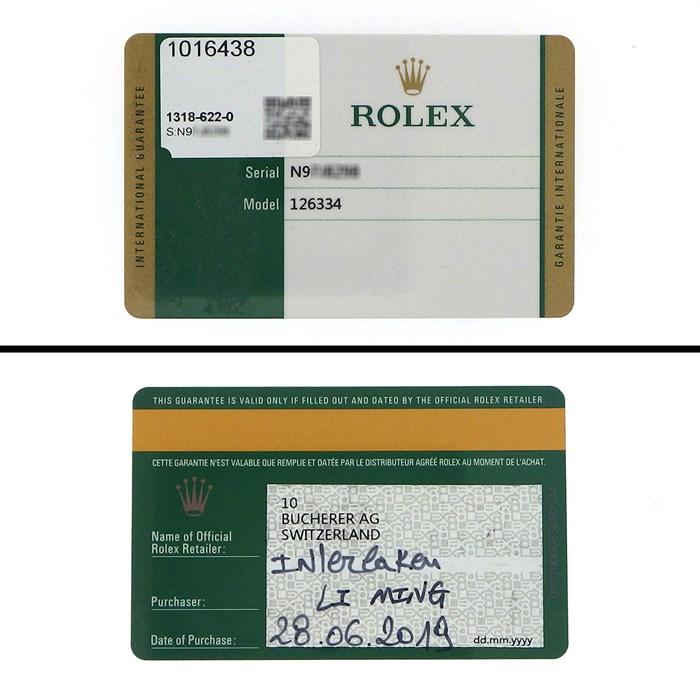 1016438
1318-622-0
S:N9
INTERNATIONAL GUARANTEE
ROLEX
Serial N9
Model 126334
GARANTIE INTERNATIONALE
THIS GUARANTEE IS VALID ONLY IF FILLED OUT AND DATED BY THE OFFICIAL ROLEX RETAILER.
CETTE GARANTIE N'EST VALABLE QUE REMPLIE ET DATÉE PAR LE DISTRIBUTEUR AGRÉÉ ROLEX AU MOMENT DE L'ACHAT.
10
BUCHERER AG
SWITZERLAND
Name of Official
Rolex Retailer:
Interlaken
Purchaser: LI MING
Date of Purchase: 28.06.2019 dd.mm.yyyy